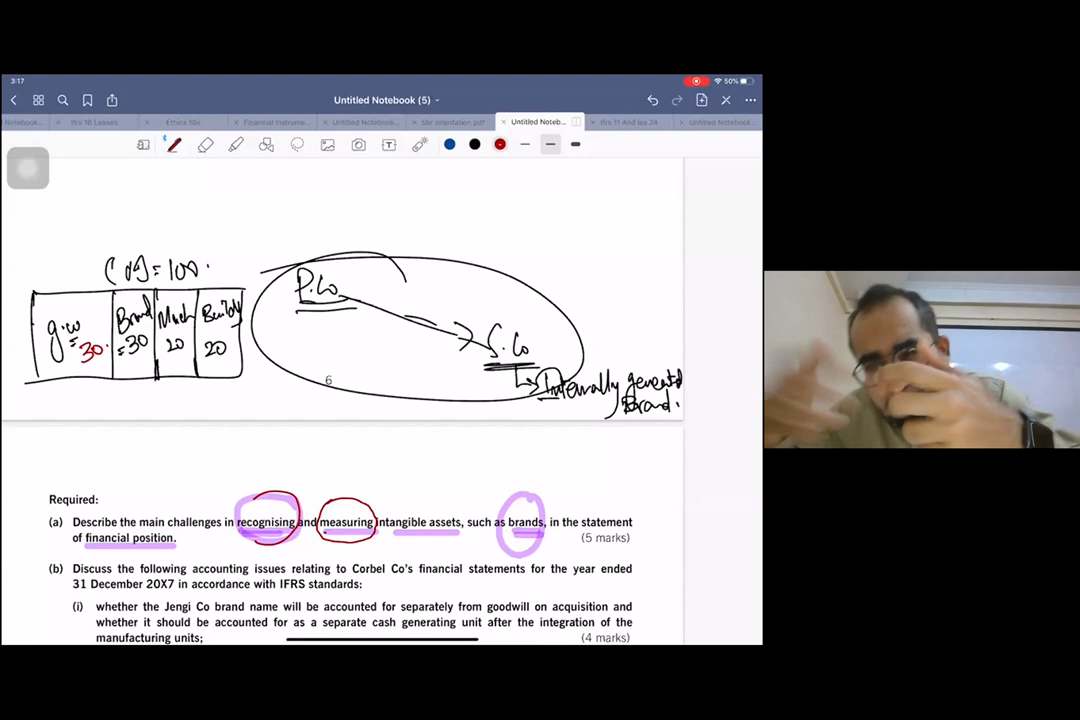 3:17
50%
Untitled Notebook (5)
Notebook...
Ifrs 16 Leases
Ethics 55s
Financial Instrume...
Untitled Notebook...
Sbr orientation pdf
Untitled Noteb...
Ifrs 11 And Ias 24
Untitled Notebook...
= 100.
P.Co
g.w Brand Mach Build
= 30. = 30 20 20
S.Co
6
Internally generated
Brand.
Required:
(a) Describe the main challenges in recognising and measuring intangible assets, such as brands, in the statement
of financial position. (5 marks)
(b) Discuss the following accounting issues relating to Corbel Co's financial statements for the year ended
31 December 20X7 in accordance with IFRS standards:
(i) whether the Jengi Co brand name will be accounted for separately from goodwill on acquisition and
whether it should be accounted for as a separate cash generating unit after the integration of the
manufacturing units; (4 marks)